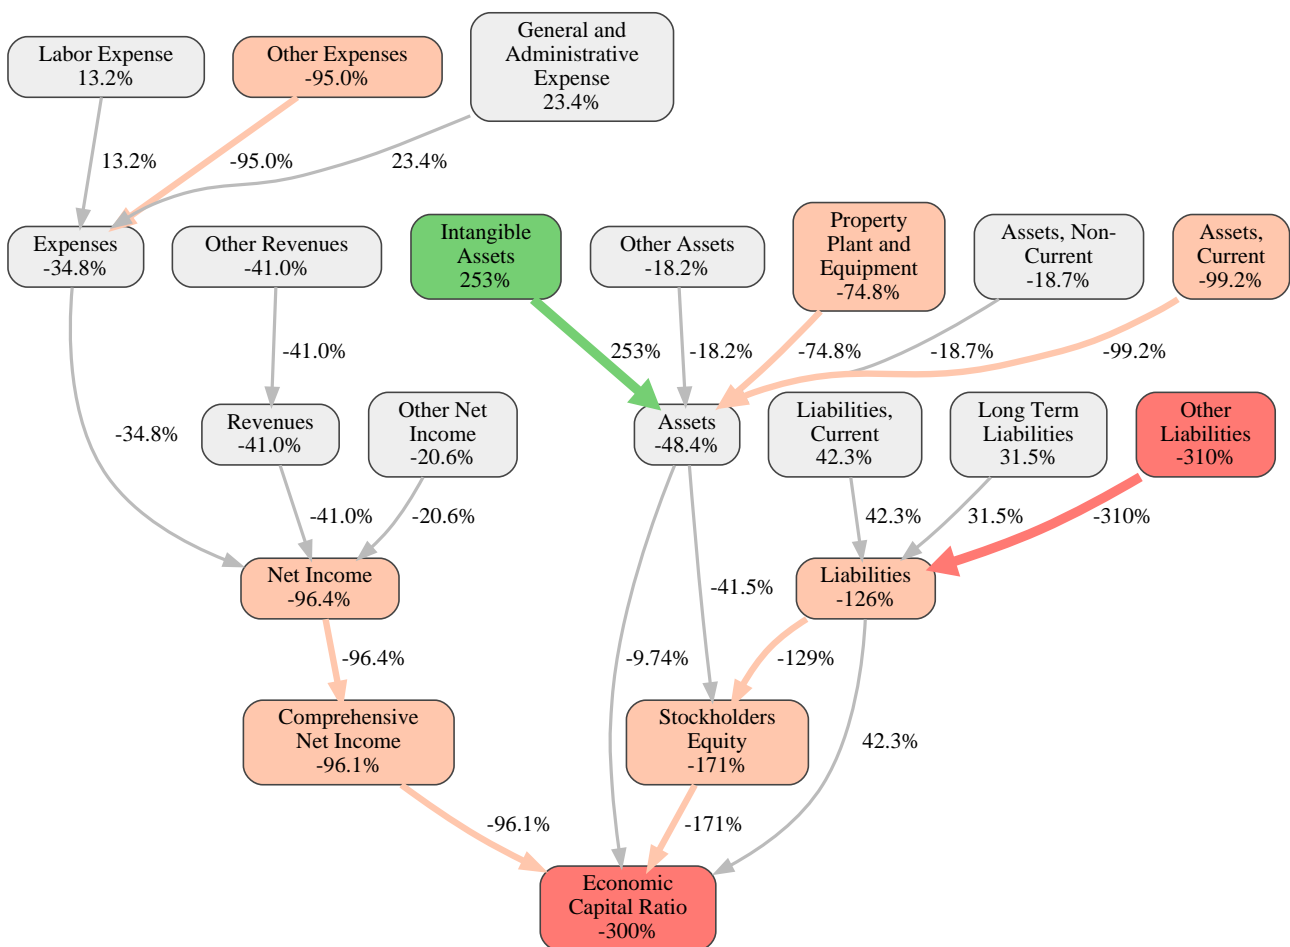 Labor Expense
13.2%
Other Expenses
-95.0%
General and
Administrative
Expense
23.4%
13.2%
-95.0%
23.4%
Expenses
-34.8%
Other Revenues
-41.0%
Intangible
Assets
253%
Other Assets
-18.2%
Property
Plant and
Equipment
-74.8%
Assets, Non-
Current
-18.7%
Assets,
Current
-99.2%
-41.0%
253%
-18.2%
-74.8%
-18.7%
-99.2%
-34.8%
Revenues
-41.0%
Other Net
Income
-20.6%
Assets
-48.4%
Liabilities,
Current
42.3%
Long Term
Liabilities
31.5%
Other
Liabilities
-310%
-41.0%
-20.6%
42.3%
31.5%
-310%
Net Income
-96.4%
-41.5%
Liabilities
-126%
-96.4%
-9.74%
-129%
Comprehensive
Net Income
-96.1%
Stockholders
Equity
-171%
42.3%
-96.1%
-171%
Economic
Capital Ratio
-300%